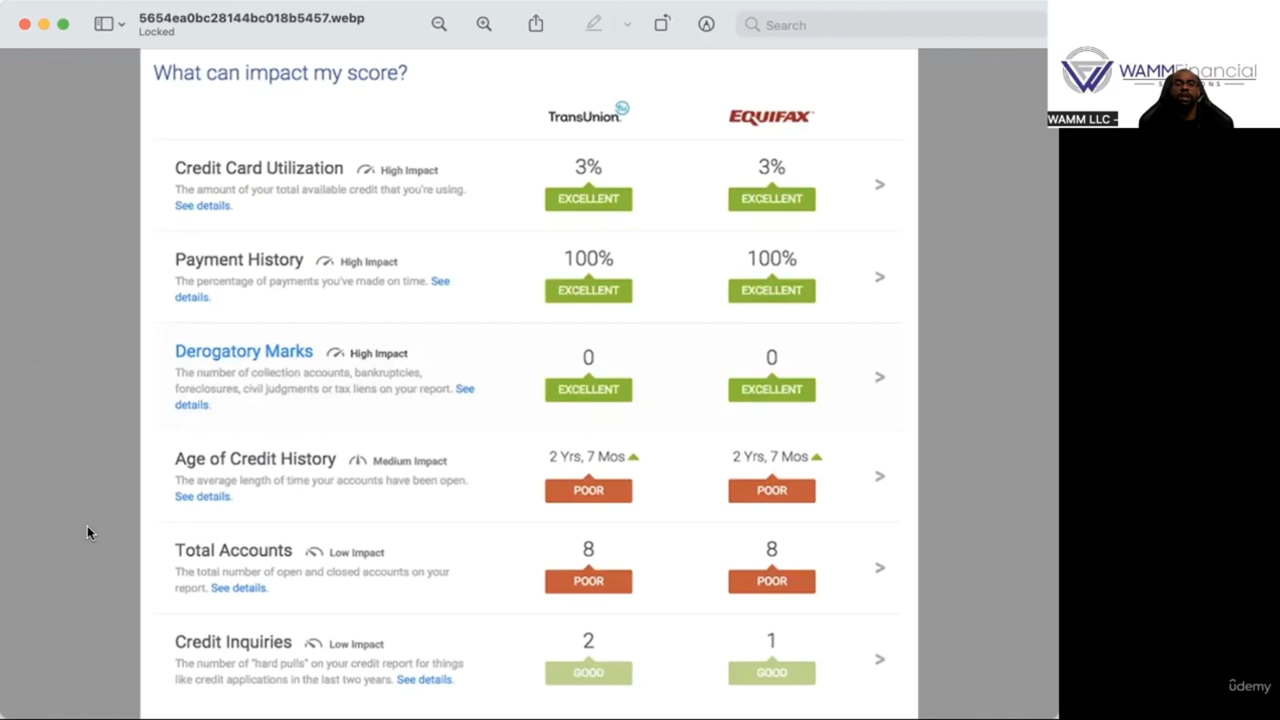 5654ea0bc28144bc018b5457.webp
Locked
Search
WAMMFinancial
WAMM LLC -
What can impact my score?
TransUnion
EQUIFAX
Credit Card Utilization High Impact
The amount of your total available credit that you're using.
See details.
3%
EXCELLENT
3%
EXCELLENT
>
Payment History High Impact
The percentage of payments you've made on time. See
details.
100%
EXCELLENT
100%
EXCELLENT
>
Derogatory Marks High Impact
The number of collection accounts, bankruptcies,
foreclosures, civil judgments or tax liens on your report. See
details.
0
EXCELLENT
0
EXCELLENT
>
Age of Credit History Medium Impact
The average length of time your accounts have been open.
See details.
2 Yrs, 7 Mos
POOR
2 Yrs, 7 Mos
POOR
>
Total Accounts Low Impact
The total number of open and closed accounts on your
report. See details.
8
POOR
8
POOR
>
Credit Inquiries Low Impact
The number of "hard pulls" on your credit report for things
like credit applications in the last two years. See details.
2
GOOD
1
GOOD
>
ûdemy